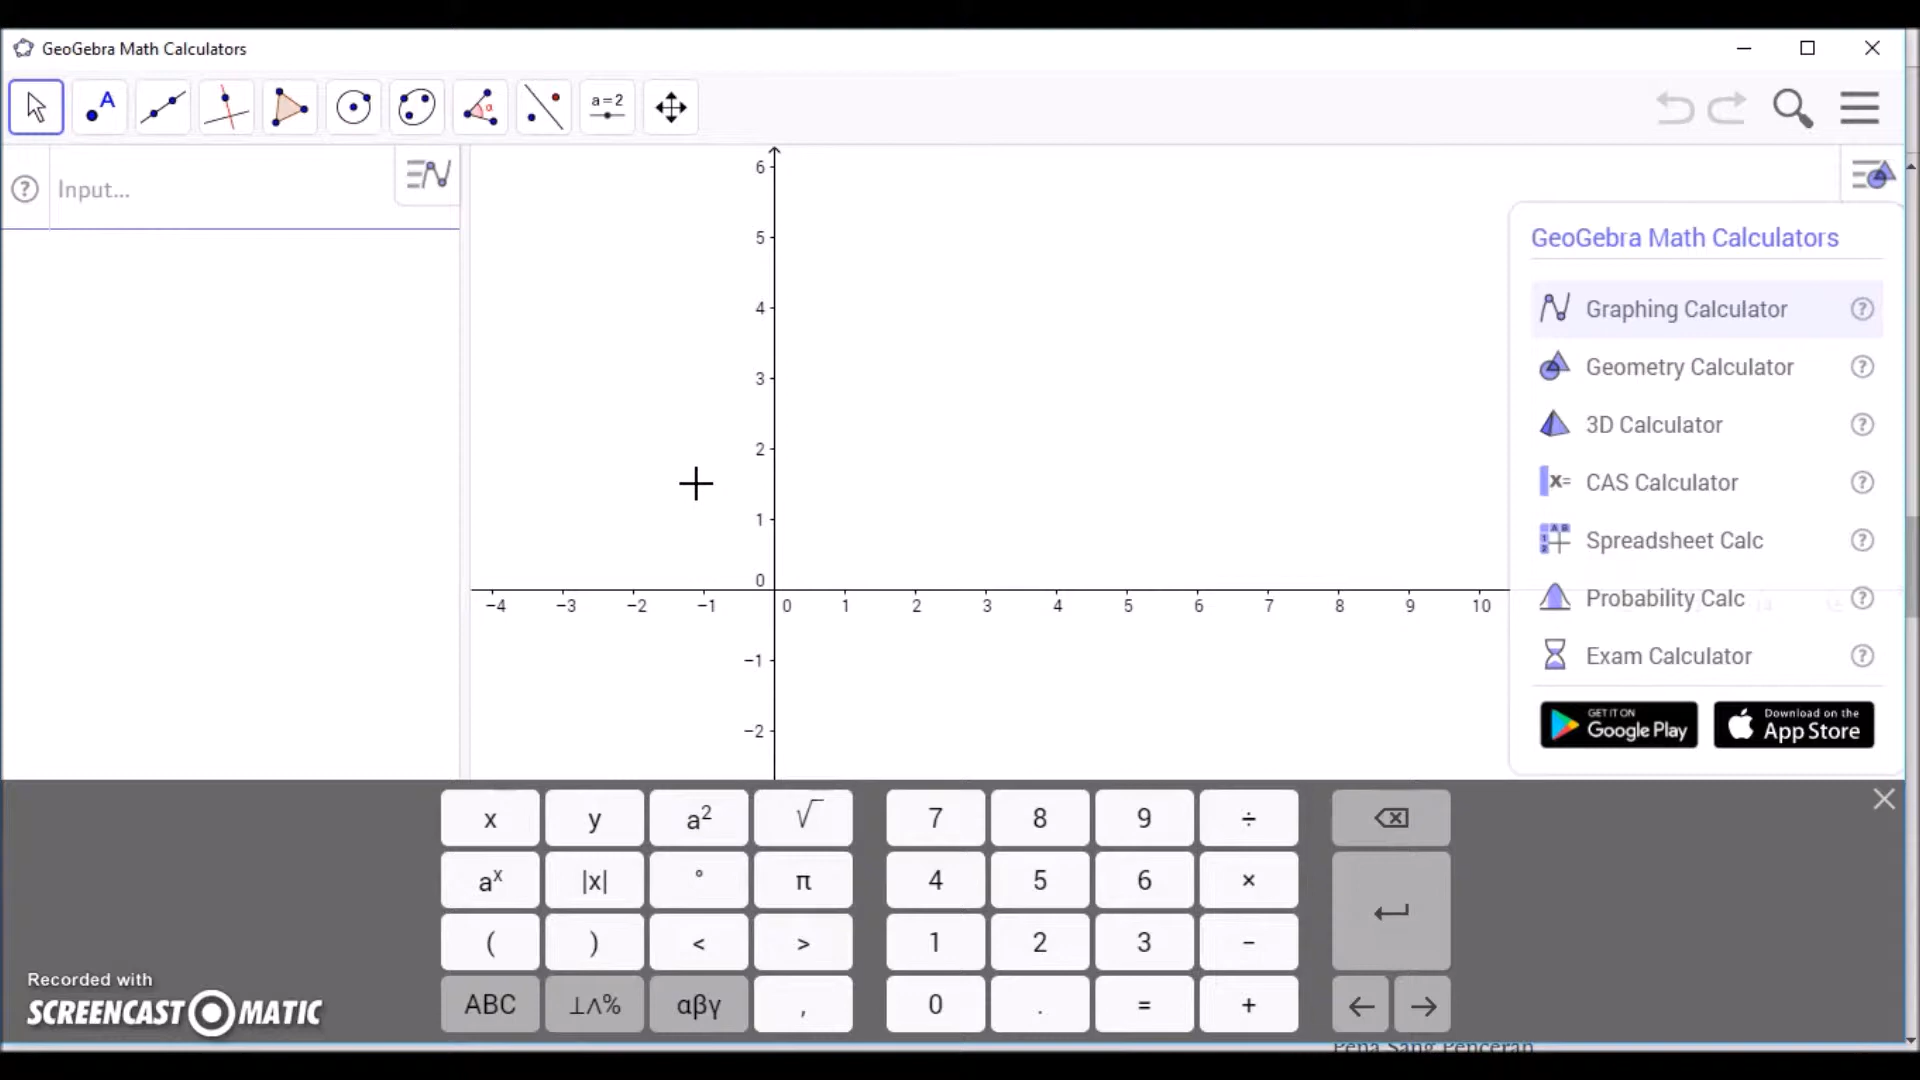 GeoGebra Math Calculators
A
α
a=2
Input...
GeoGebra Math Calculators
Graphing Calculator
Geometry Calculator
3D Calculator
CAS Calculator
Spreadsheet Calc
Probability Calc
Exam Calculator
GET IT ON
Google Play
Download on the
App Store
6
5
4
3
2
1
0
−4 −3 −2 −1 0 1 2 3 4 5 6 7 8 9 10
−1
−2
x y a² √ 7 8 9 ÷
aˣ |x| ° π 4 5 6 ×
( ) < > 1 2 3 −
ABC ⊥∧% αβγ , 0 . = +
Recorded with
SCREENCAST MATIC
Pena Sang Pencerah